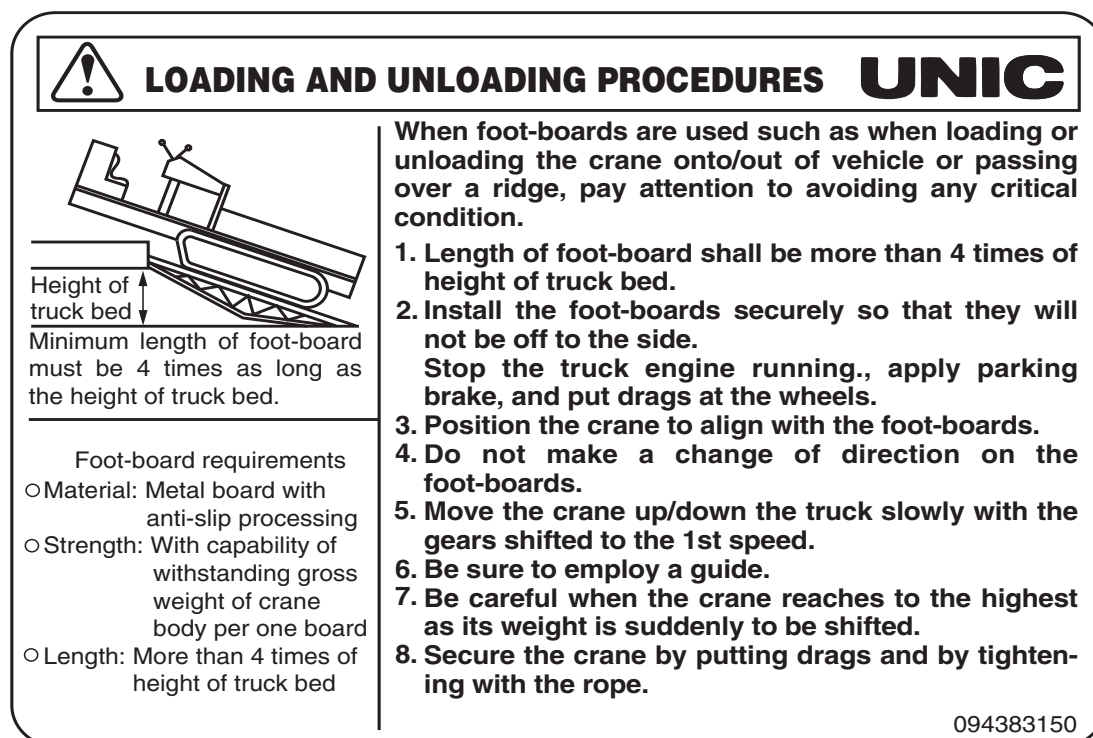 LOADING AND UNLOADING PROCEDURES UNIC
Height of
truck bed
Minimum length of foot-board
must be 4 times as long as
the height of truck bed.
Foot-board requirements
○Material: Metal board with
anti-slip processing
○Strength: With capability of
withstanding gross
weight of crane
body per one board
○Length: More than 4 times of
height of truck bed
When foot-boards are used such as when loading or
unloading the crane onto/out of vehicle or passing
over a ridge, pay attention to avoiding any critical
condition.
1. Length of foot-board shall be more than 4 times of
height of truck bed.
2. Install the foot-boards securely so that they will
not be off to the side.
Stop the truck engine running., apply parking
brake, and put drags at the wheels.
3. Position the crane to align with the foot-boards.
4. Do not make a change of direction on the
foot-boards.
5. Move the crane up/down the truck slowly with the
gears shifted to the 1st speed.
6. Be sure to employ a guide.
7. Be careful when the crane reaches to the highest
as its weight is suddenly to be shifted.
8. Secure the crane by putting drags and by tighten-
ing with the rope.
094383150